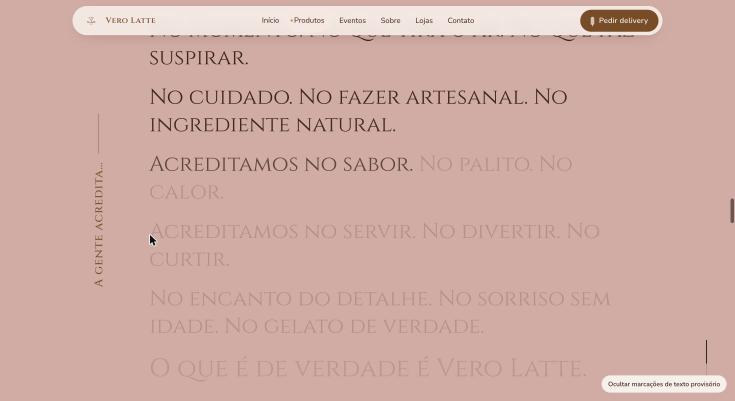 Vero Latte
Início
Produtos
Eventos
Sobre
Lojas
Contato
Pedir delivery
suspirar.
No cuidado. No fazer artesanal. No
ingrediente natural.
Acreditamos no sabor. No palito. No
calor.
Acreditamos no servir. No divertir. No
curtir.
No encanto do detalhe. No sorriso sem
idade. No gelato de verdade.
O que é de verdade é Vero Latte.
A gente acredita...
Ocultar marcações de texto provisório